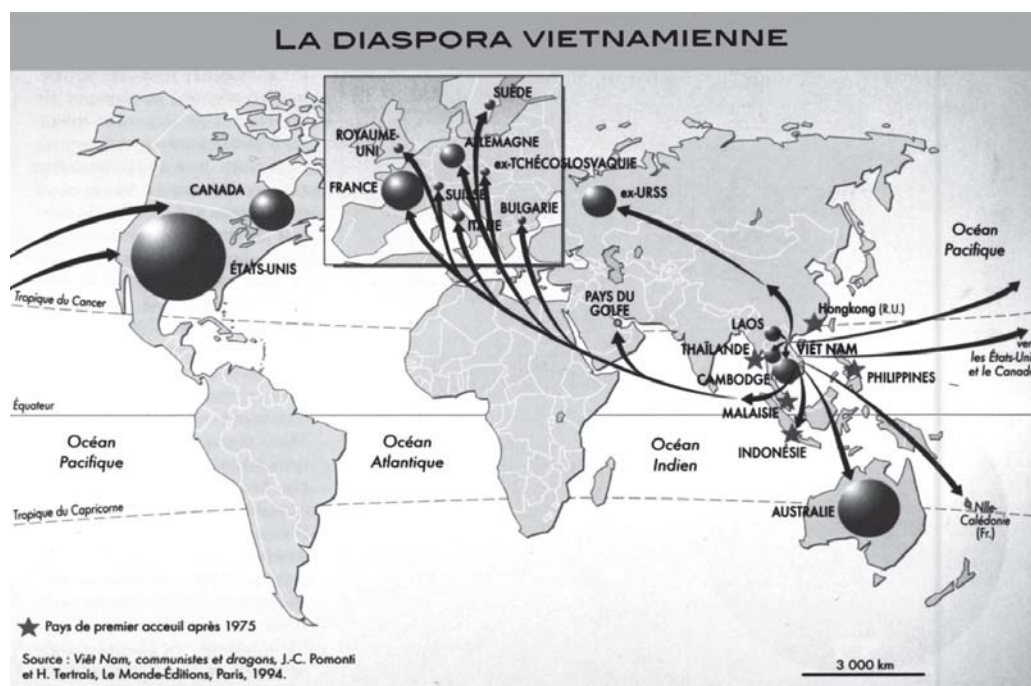 LA DIASPORA VIETNAMIENNE
SUÈDE
ROYAUME-
UNI
ALLEMAGNE
ex-TCHÉCOSLOSVAQUIE
CANADA
FRANCE
SUISSE
ex-URSS
BULGARIE
ITALIE
ÉTATS-UNIS
Océan
Pacifique
Tropique du Cancer
PAYS DU
GOLFE
Hongkong (R.U.)
LAOS
THAÏLANDE
VIÊT NAM
vers
les États-Unis
et le Canada
CAMBODGE
PHILIPPINES
MALAISIE
Équateur
Océan
Pacifique
Océan
Atlantique
Océan
Indien
INDONÉSIE
Tropique du Capricorne
AUSTRALIE
Nlle-
Calédonie
(Fr.)
Pays de premier acceuil après 1975
Source : Viêt Nam, communistes et dragons, J.-C. Pomonti
et H. Tertrais, Le Monde-Éditions, Paris, 1994.
3 000 km